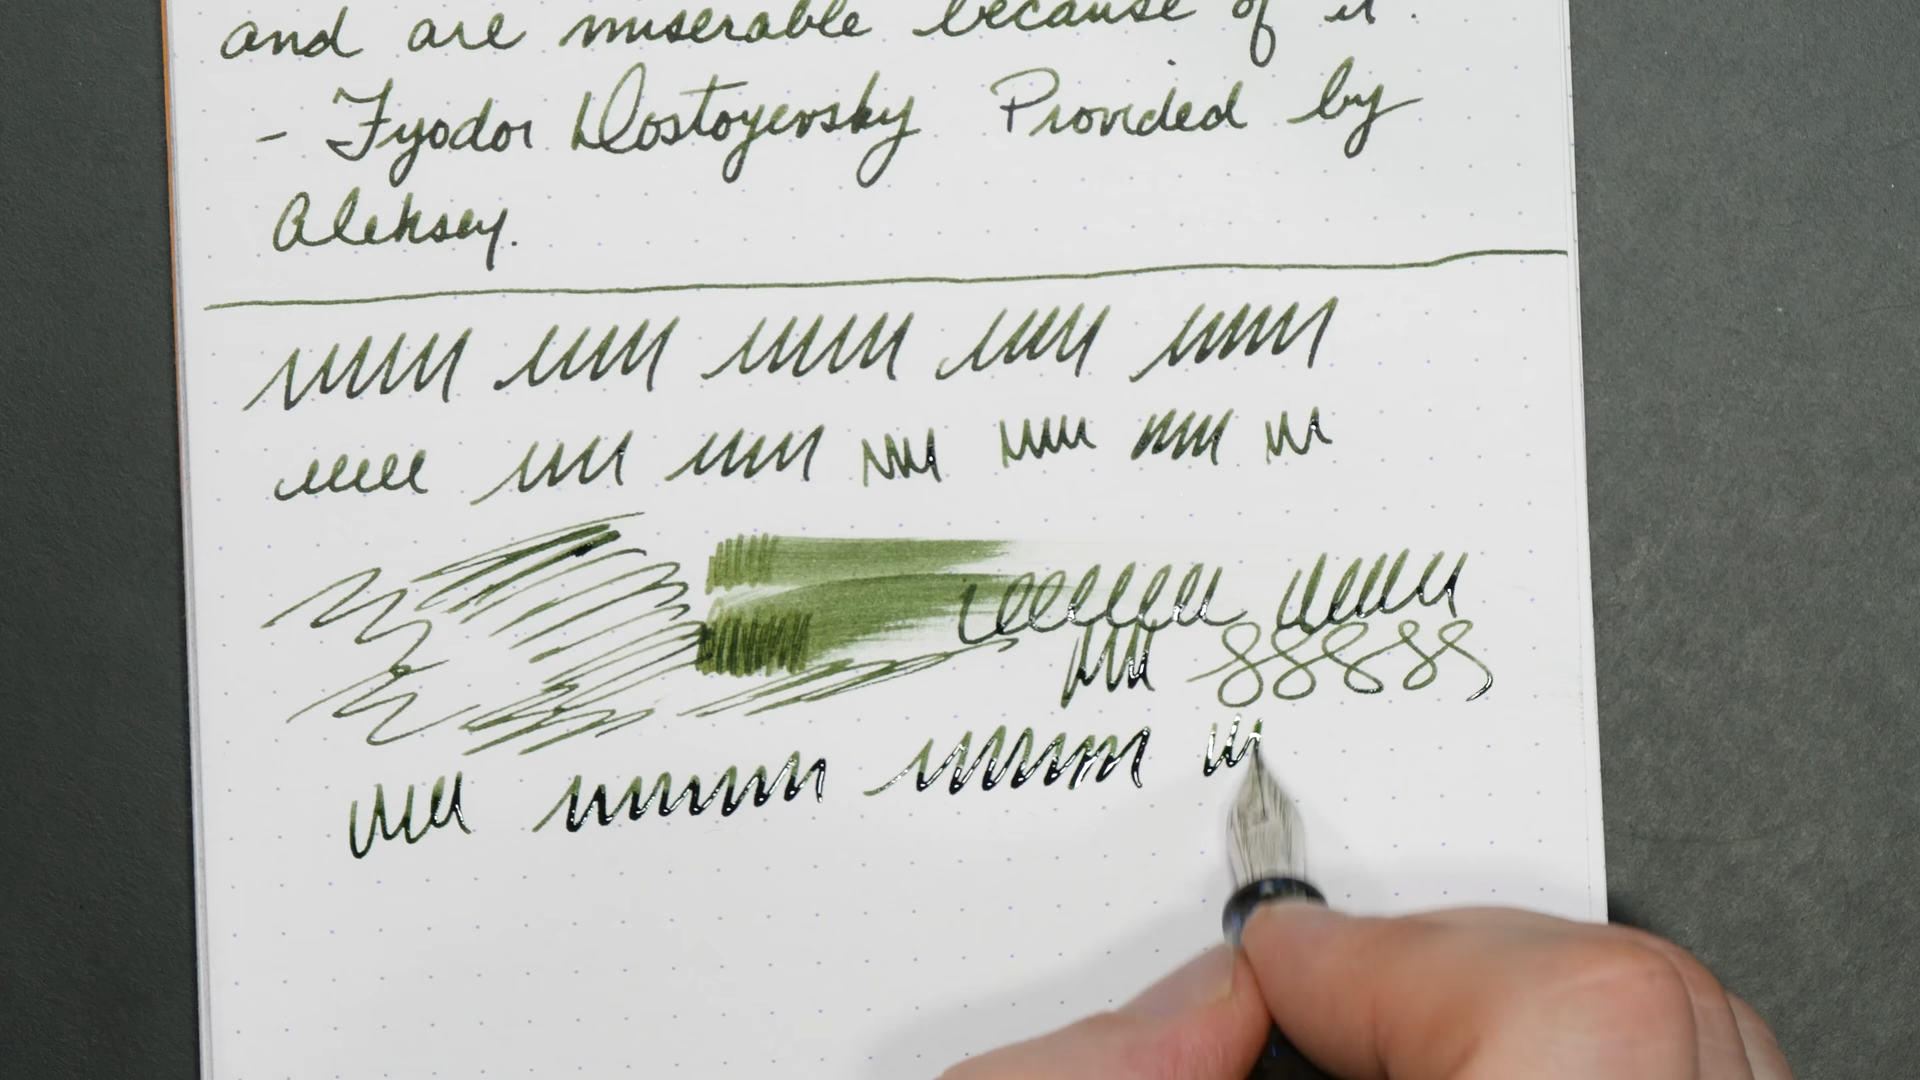 and are miserable because of it.
- Fyodor Dostoyevsky Provided by
Aleksey.